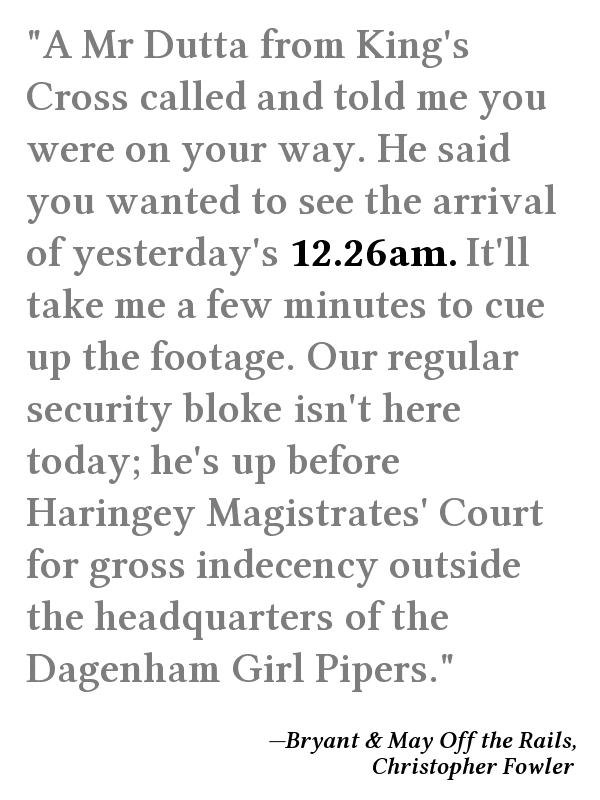 "A Mr Dutta from King's
Cross called and told me you
were on your way. He said
you wanted to see the arrival
of yesterday's 12.26am. It'll
take me a few minutes to cue
up the footage. Our regular
security bloke isn't here
today; he's up before
Haringey Magistrates' Court
for gross indecency outside
the headquarters of the
Dagenham Girl Pipers."
—Bryant & May Off the Rails,
Christopher Fowler